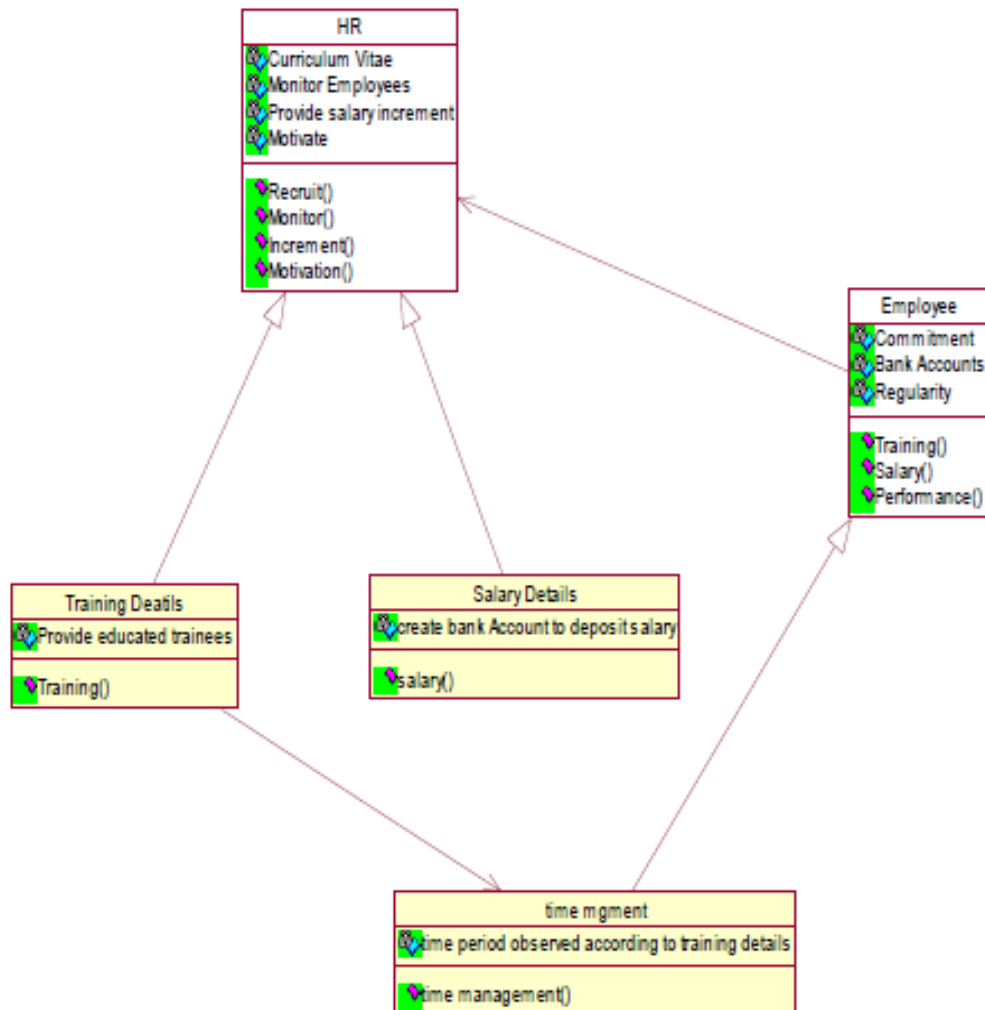 HR
Curriculum Vitae
Monitor Employees
Provide salary increment
Motivate
Recruit()
Monitor()
Increment()
Motivation()
Employee
Commitment
Bank Accounts
Regularity
Training()
Salary()
Performance()
Training Deatils
Provide educated trainees
Training()
Salary Details
create bank Account to deposit salary
salary()
time mgment
time period observed according to training details
time management()